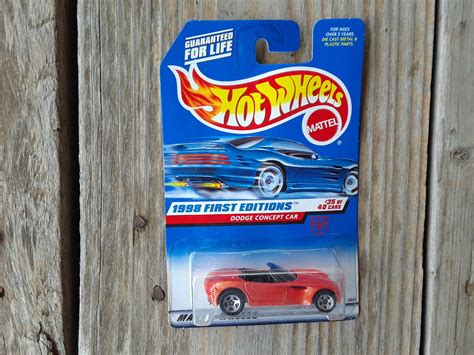 GUARANTEED
FOR LIFE
FOR AGES
OVER 3 YEARS.
DIE CAST METAL &
PLASTIC PARTS
HOT WHEELS
MATTEL
1998 FIRST EDITIONS™
DODGE CONCEPT CAR
#35 OF
40 CARS